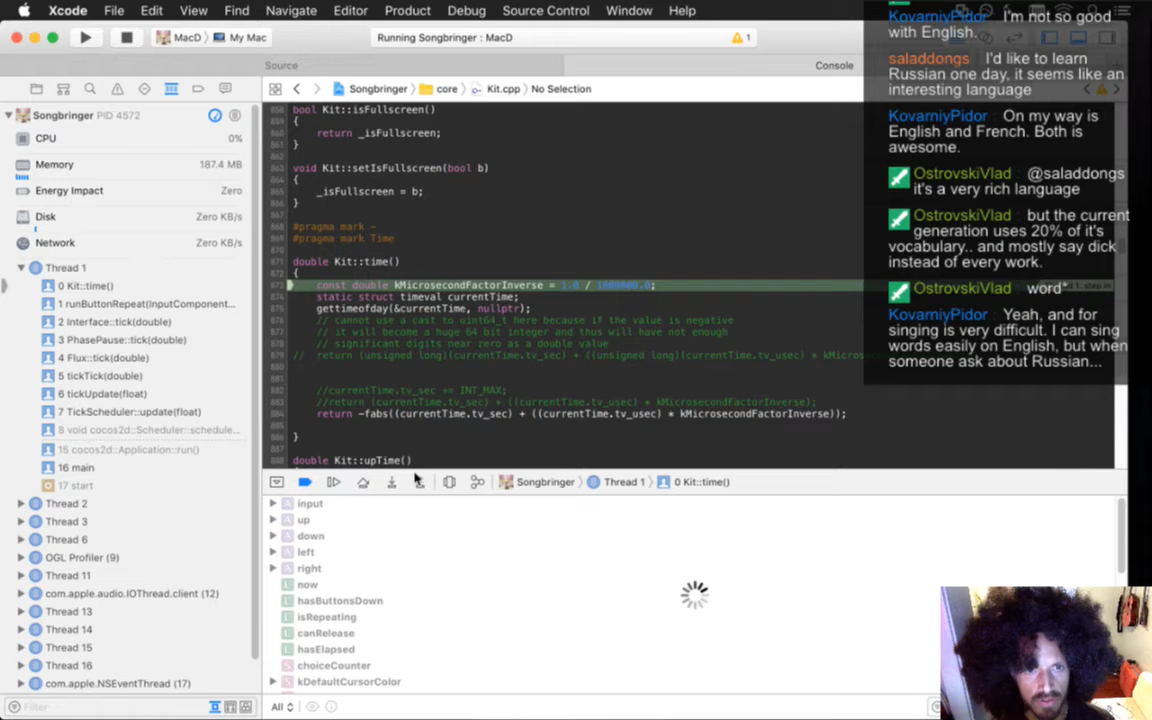 Xcode File Edit View Find Navigate Editor Product Debug Source Control Window Help
MacD My Mac
Running Songbringer : MacD
1
Source
Console
Songbringer core Kit.cpp No Selection
Songbringer PID 4572
CPU 0%
Memory 187.4 MB
Energy Impact Zero
Disk Zero KB/s
Network Zero KB/s
Thread 1
0 Kit::time()
1 runButtonRepeat(InputComponent...
2 Interface::tick(double)
3 PhasePause::tick(double)
4 Flux::tick(double)
5 tickTick(double)
6 tickUpdate(float)
7 TickScheduler::update(float)
8 void cocos2d::Scheduler::schedule...
15 cocos2d::Application::run()
16 main
17 start
Thread 2
Thread 3
Thread 6
OGL Profiler (9)
Thread 11
com.apple.audio.IOThread.client (12)
Thread 13
Thread 14
Thread 15
Thread 16
com.apple.NSEventThread (17)
Filter
bool Kit::isFullscreen()
{
return _isFullscreen;
}
void Kit::setIsFullscreen(bool b)
{
_isFullscreen = b;
}
#pragma mark -
#pragma mark Time
double Kit::time()
{
const double kMicrosecondFactorInverse = 1.0 / 1000000.0;
static struct timeval currentTime;
gettimeofday(&currentTime, nullptr);
// cannot use a cast to uint64_t here because if the value is negative
// it will become a huge 64 bit integer and thus will have not enough
// significant digits near zero as a double value
// return (unsigned long)(currentTime.tv_sec) + ((unsigned long)(currentTime.tv_usec) * kMicrosec
//currentTime.tv_sec += INT_MAX;
//return (currentTime.tv_sec) + ((currentTime.tv_usec) * kMicrosecondFactorInverse);
return -fabs((currentTime.tv_sec) + ((currentTime.tv_usec) * kMicrosecondFactorInverse));
}
double Kit::upTime()
Songbringer Thread 1 0 Kit::time()
input
up
down
left
right
now
hasButtonsDown
isRepeating
canRelease
hasElapsed
choiceCounter
kDefaultCursorColor
All
KovarniyPidor I'm not so good
with English.
saladdongs I'd like to learn
Russian one day, it seems like an
interesting language
KovarniyPidor On my way is
English and French. Both is
awesome.
OstrovskiVlad @saladdongs
it's a very rich language
OstrovskiVlad but the current
generation uses 20% of it's
vocabulary.. and mostly say dick
instead of every work.
OstrovskiVlad word*
KovarniyPidor Yeah, and for
singing is very difficult. I can sing
words easily on English, but when
someone ask about Russian...